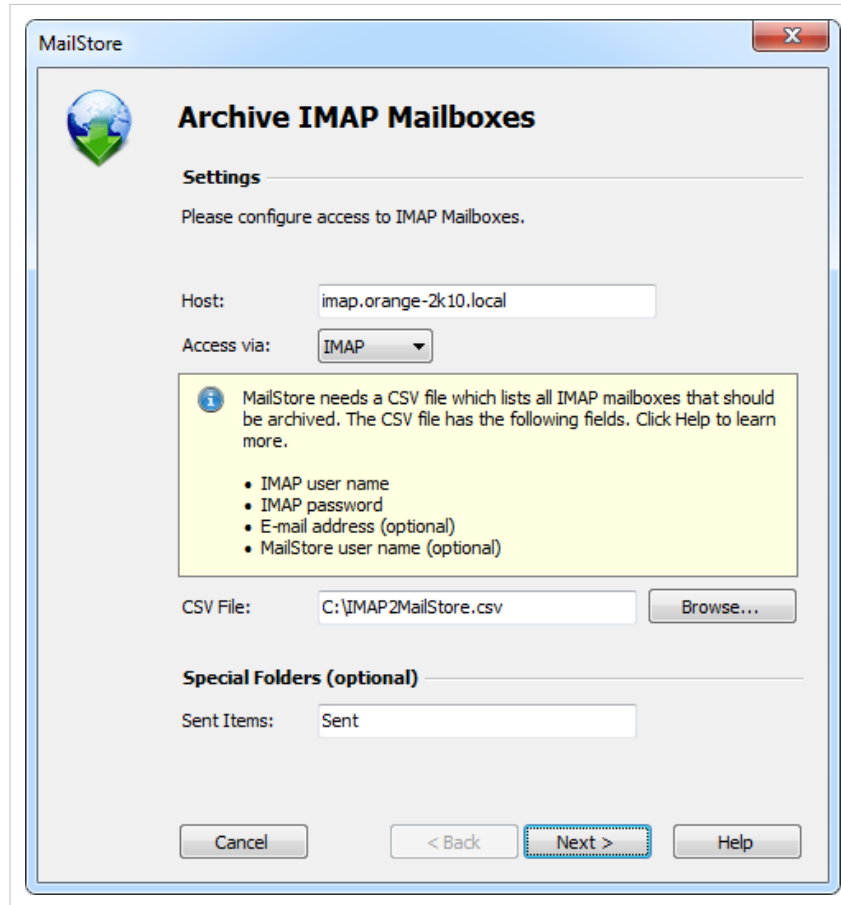 MailStore
Archive IMAP Mailboxes
Settings
Please configure access to IMAP Mailboxes.
Host:
imap.orange-2k10.local
Access via:
IMAP
MailStore needs a CSV file which lists all IMAP mailboxes that should
be archived. The CSV file has the following fields. Click Help to learn
more.
• IMAP user name
• IMAP password
• E-mail address (optional)
• MailStore user name (optional)
CSV File:
C:\IMAP2MailStore.csv
Browse...
Special Folders (optional)
Sent Items:
Sent
Cancel
< Back
Next >
Help